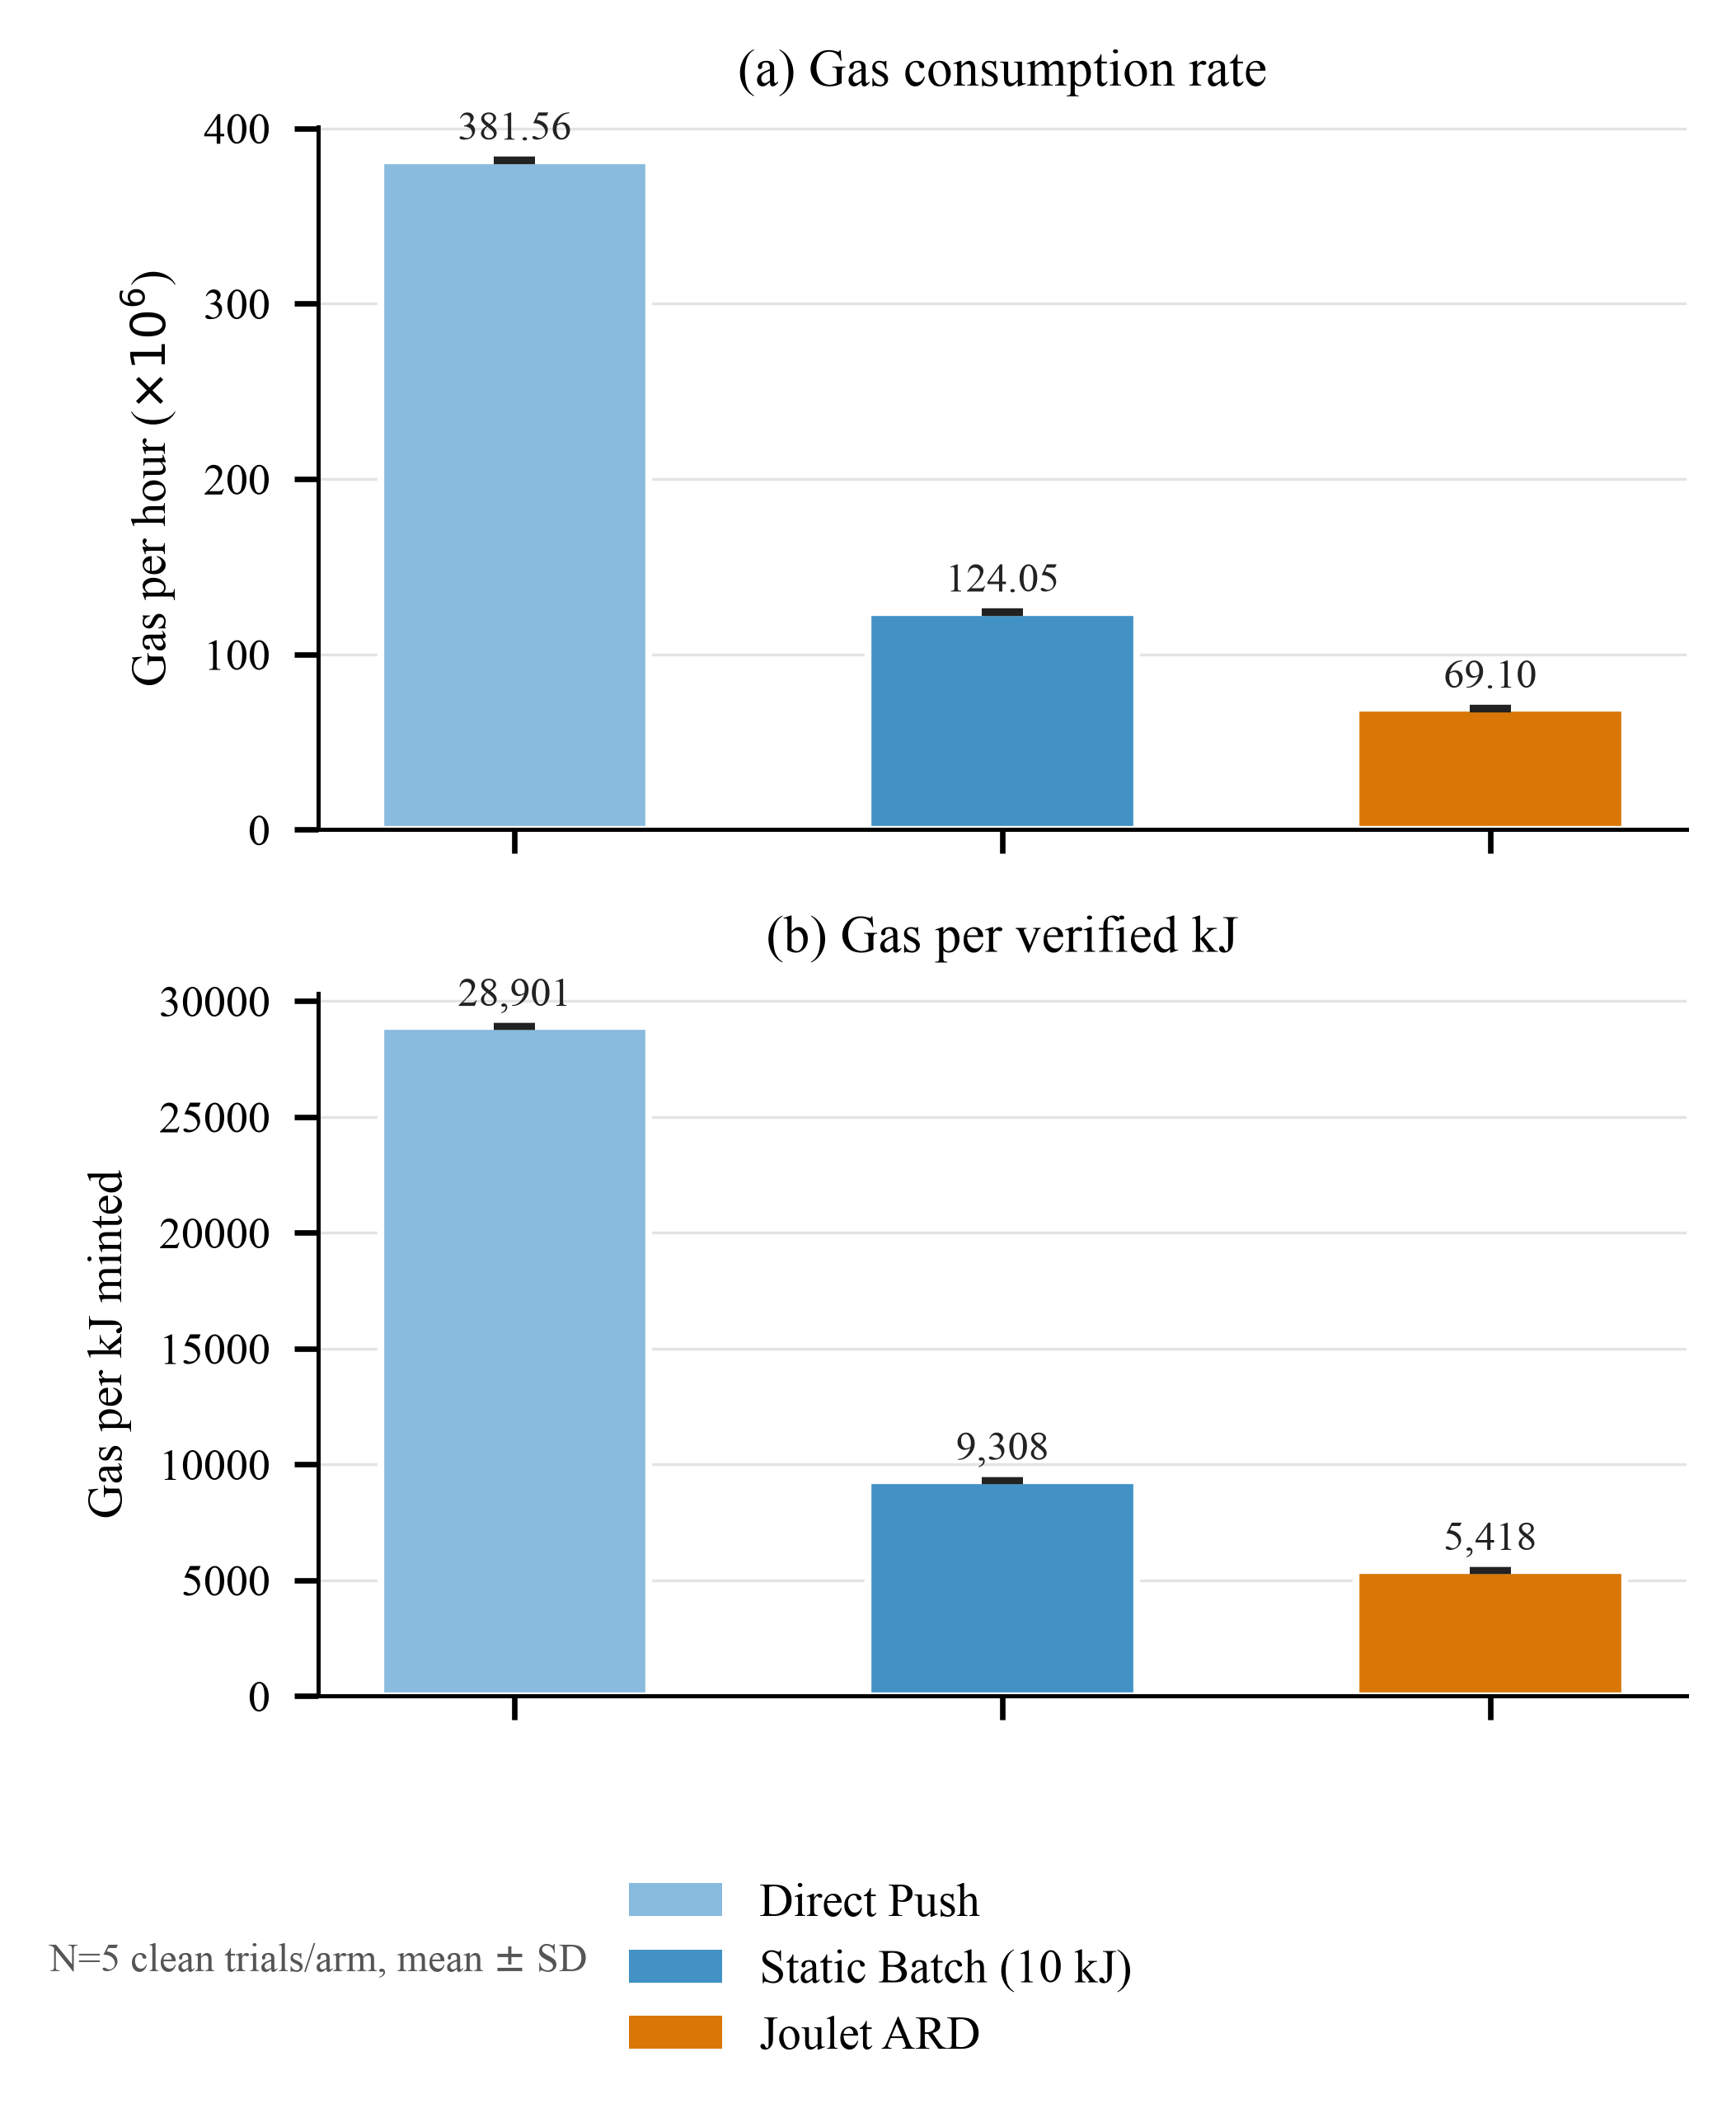 (a) Gas consumption rate
Gas per hour (×10⁶)
400
300
200
100
0
381.56
124.05
69.10
(b) Gas per verified kJ
Gas per kJ minted
30000
25000
20000
15000
10000
5000
0
28,901
9,308
5,418
N=5 clean trials/arm, mean ± SD
Direct Push
Static Batch (10 kJ)
Joulet ARD